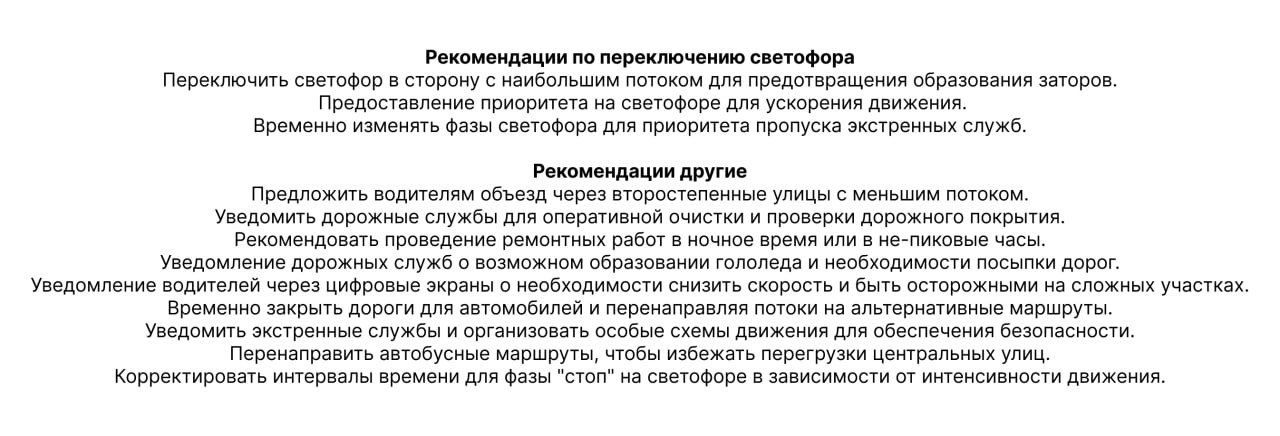 Рекомендации по переключению светофора
Переключить светофор в сторону с наибольшим потоком для предотвращения образования заторов.
Предоставление приоритета на светофоре для ускорения движения.
Временно изменять фазы светофора для приоритета пропуска экстренных служб.
Рекомендации другие
Предложить водителям объезд через второстепенные улицы с меньшим потоком.
Уведомить дорожные службы для оперативной очистки и проверки дорожного покрытия.
Рекомендовать проведение ремонтных работ в ночное время или в не-пиковые часы.
Уведомление дорожных служб о возможном образовании гололеда и необходимости посыпки дорог.
Уведомление водителей через цифровые экраны о необходимости снизить скорость и быть осторожными на сложных участках.
Временно закрыть дороги для автомобилей и перенаправляя потоки на альтернативные маршруты.
Уведомить экстренные службы и организовать особые схемы движения для обеспечения безопасности.
Перенаправить автобусные маршруты, чтобы избежать перегрузки центральных улиц.
Корректировать интервалы времени для фазы "стоп" на светофоре в зависимости от интенсивности движения.